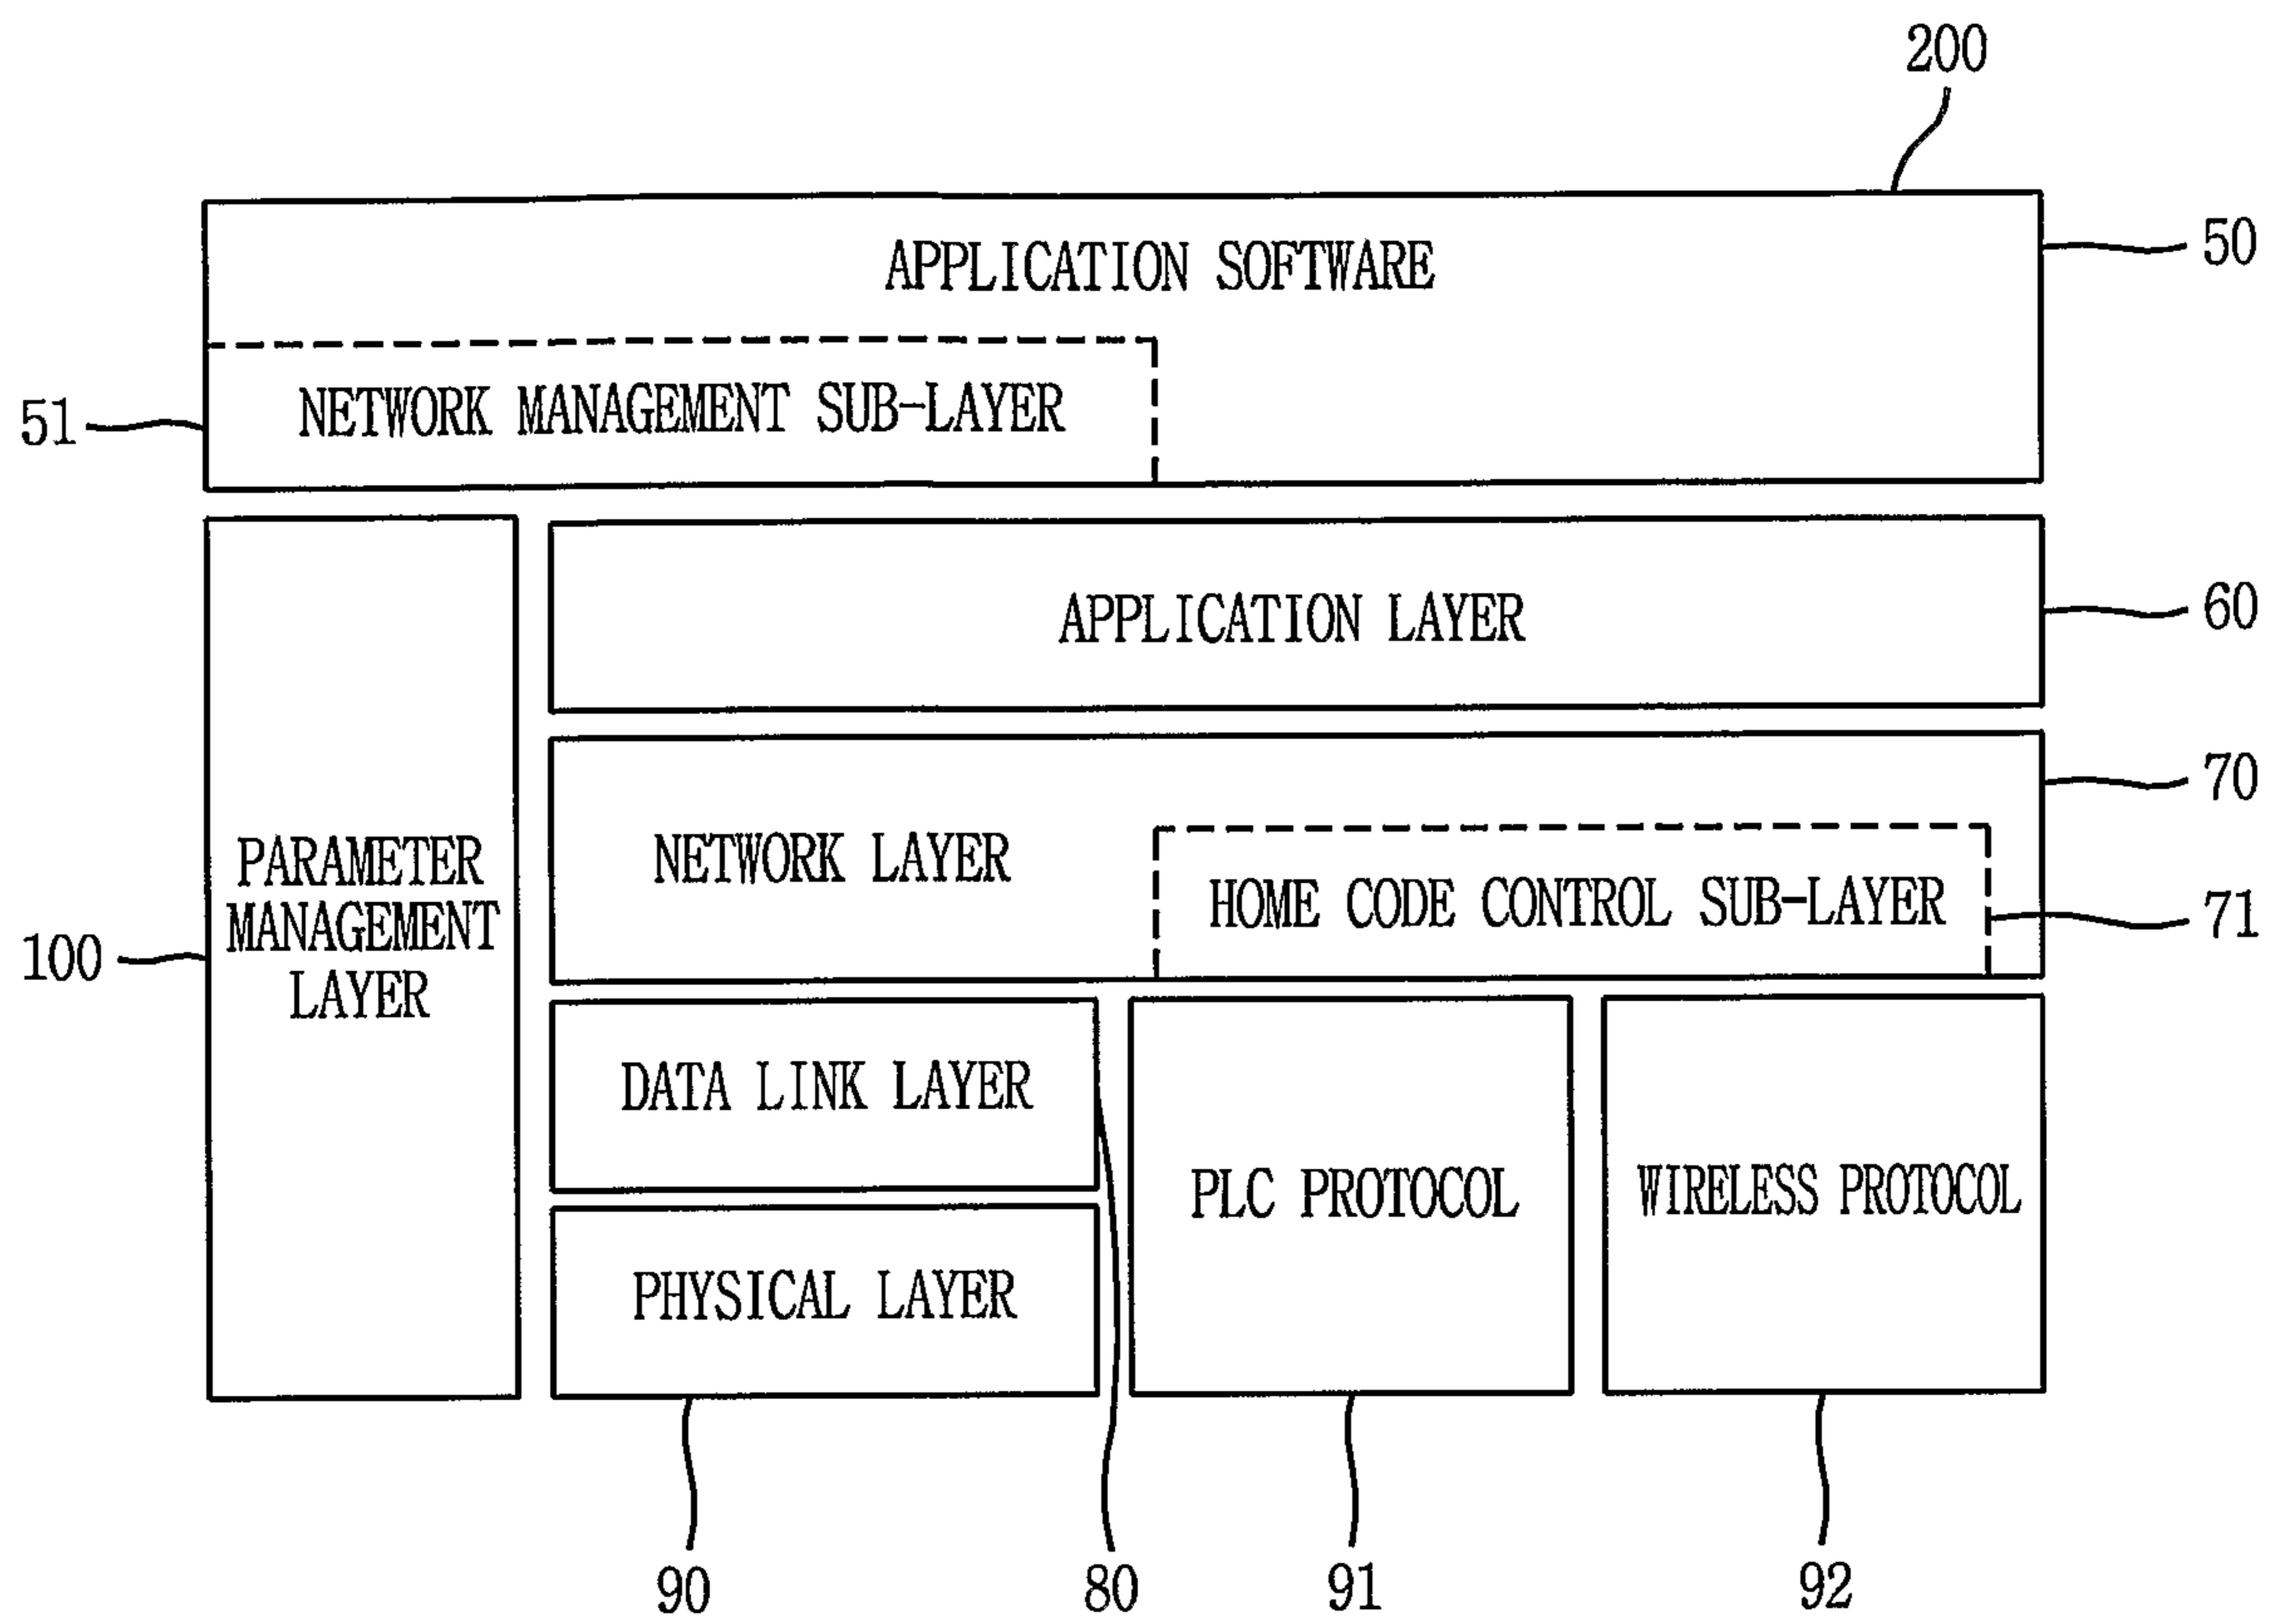 200
APPLICATION SOFTWARE
50
NETWORK MANAGEMENT SUB-LAYER
51
APPLICATION LAYER
60
NETWORK LAYER
70
HOME CODE CONTROL SUB-LAYER
71
PARAMETER
MANAGEMENT
LAYER
100
DATA LINK LAYER
PLC PROTOCOL
WIRELESS PROTOCOL
PHYSICAL LAYER
90
80
91
92